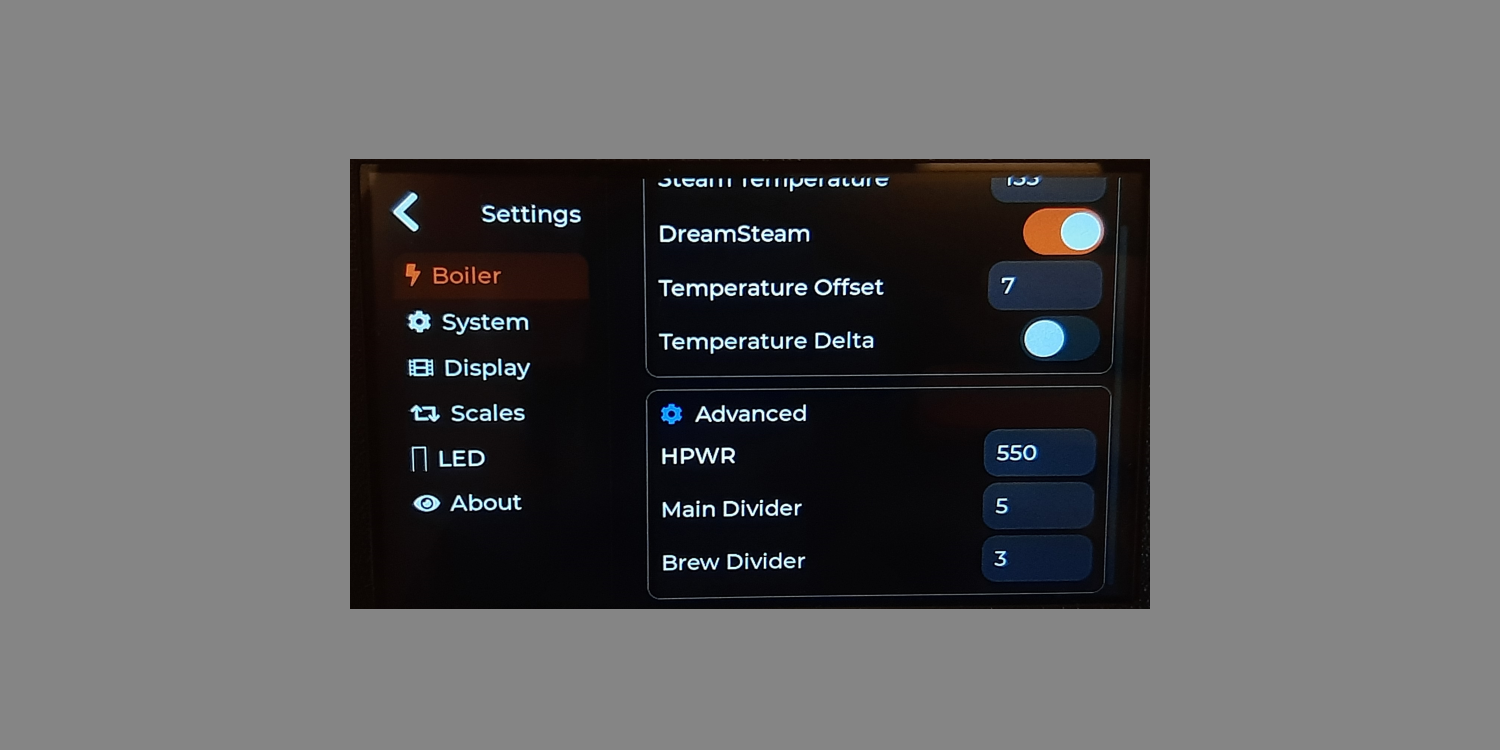 Settings
Boiler
System
Display
Scales
LED
About
Steam Temperature
DreamSteam
Temperature Offset 7
Temperature Delta
Advanced
HPWR 550
Main Divider 5
Brew Divider 3